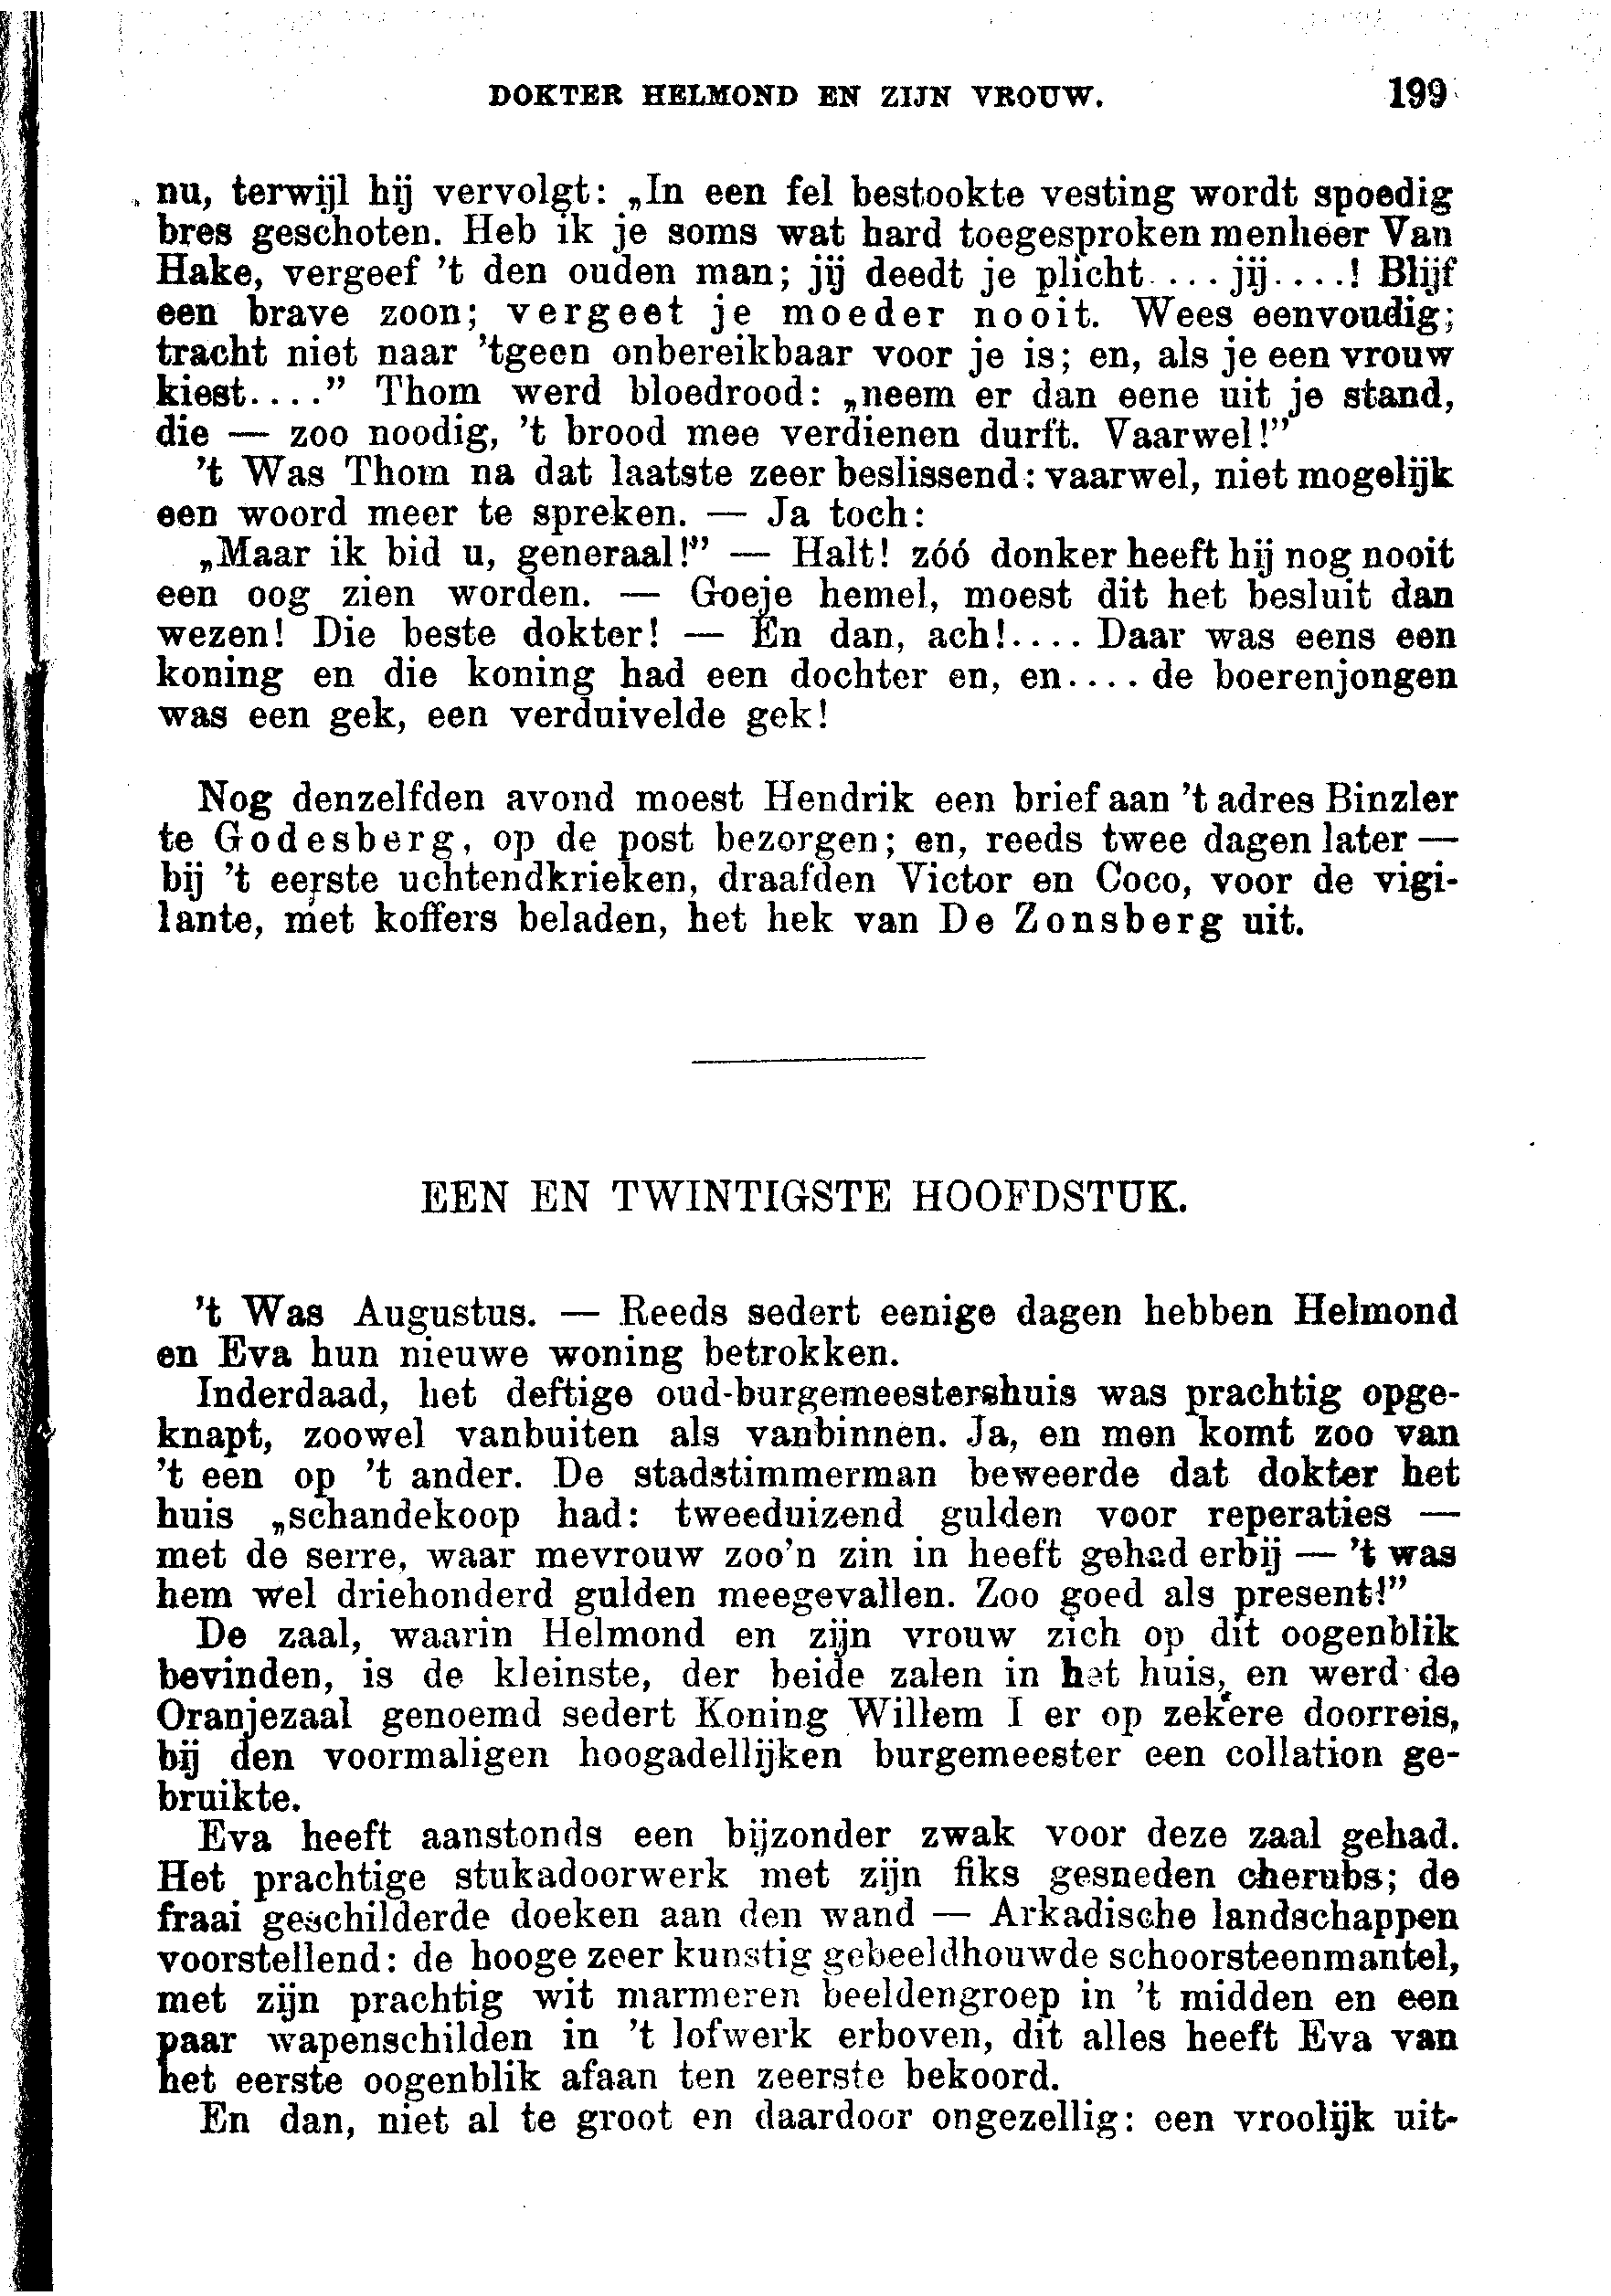 DOKTER HELMOND EN ZIJN VROUW. 199
nu, terwijl hij vervolgt: „In een fel bestookte vesting wordt spoedig
bres geschoten. Heb ik je soms wat hard toegesproken menheer Van
Hake, vergeef 't den ouden man; jij deedt je plicht.... jij....! Blijf
een brave zoon; vergeet je moeder nooit. Wees eenvoudig;
tracht niet naar 'tgeen onbereikbaar voor je is; en, als je een vrouw
kiest....” Thom werd bloedrood: „neem er dan eene uit je stand,
die — zoo noodig, 't brood mee verdienen durft. Vaarwel!”
't Was Thom na dat laatste zeer beslissend: vaarwel, niet mogelijk
een woord meer te spreken. — Ja toch:
„Maar ik bid u, generaal!” — Halt! zóó donker heeft hij nog nooit
een oog zien worden. — Goeje hemel, moest dit het besluit dan
wezen! Die beste dokter! — En dan, ach!.... Daar was eens een
koning en die koning had een dochter en, en.... de boerenjongen
was een gek, een verduivelde gek!
Nog denzelfden avond moest Hendrik een brief aan 't adres Binzler
te Godesberg, op de post bezorgen; en, reeds twee dagen later —
bij 't eerste uchtendkrieken, draafden Victor en Coco, voor de vigi-
lante, met koffers beladen, het hek van De Zonsberg uit.
EEN EN TWINTIGSTE HOOFDSTUK.
't Was Augustus. — Reeds sedert eenige dagen hebben Helmond
en Eva hun nieuwe woning betrokken.
Inderdaad, het deftige oud-burgemeestershuis was prachtig opge-
knapt, zoowel vanbuiten als vanbinnen. Ja, en men komt zoo van
't een op 't ander. De stadstimmerman beweerde dat dokter het
huis „schandekoop had: tweeduizend gulden voor reperaties —
met de serre, waar mevrouw zoo'n zin in heeft gehad erbij — 't was
hem wel driehonderd gulden meegevallen. Zoo goed als present!”
De zaal, waarin Helmond en zijn vrouw zich op dit oogenblik
bevinden, is de kleinste, der beide zalen in het huis, en werd de
Oranjezaal genoemd sedert Koning Willem I er op zekere doorreis,
bij den voormaligen hoogadellijken burgemeester een collation ge-
bruikte.
Eva heeft aanstonds een bijzonder zwak voor deze zaal gehad.
Het prachtige stukadoorwerk met zijn fiks gesneden cherubs; de
fraai geschilderde doeken aan den wand — Arkadische landschappen
voorstellend: de hooge zeer kunstig gebeeldhouwde schoorsteenmantel,
met zijn prachtig wit marmeren beeldengroep in 't midden en een
paar wapenschilden in 't lofwerk erboven, dit alles heeft Eva van
het eerste oogenblik afaan ten zeerste bekoord.
En dan, niet al te groot en daardoor ongezellig: een vroolijk uit-